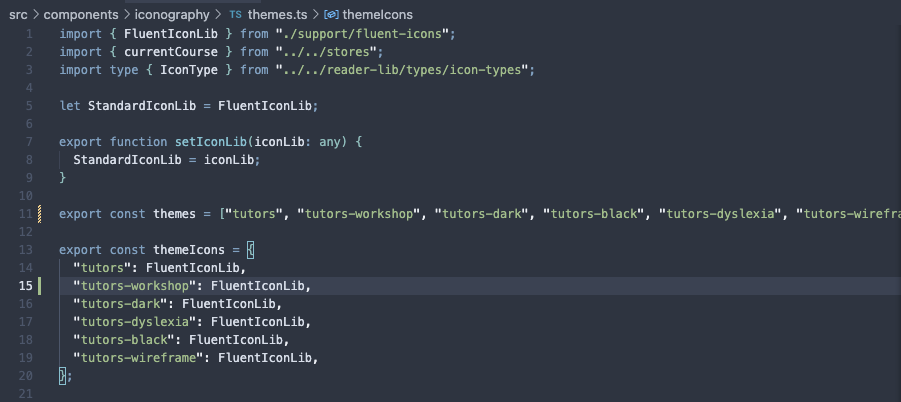 src > components > iconography > TS themes.ts > themeIcons
1 import { FluentIconLib } from "./support/fluent-icons";
2 import { currentCourse } from "../../stores";
3 import type { IconType } from "../../reader-lib/types/icon-types";
4
5 let StandardIconLib = FluentIconLib;
6
7 export function setIconLib(iconLib: any) {
8 StandardIconLib = iconLib;
9 }
10
11 export const themes = ["tutors", "tutors-workshop", "tutors-dark", "tutors-black", "tutors-dyslexia", "tutors-wirefra
12
13 export const themeIcons = {
14 "tutors": FluentIconLib,
15 "tutors-workshop": FluentIconLib,
16 "tutors-dark": FluentIconLib,
17 "tutors-dyslexia": FluentIconLib,
18 "tutors-black": FluentIconLib,
19 "tutors-wireframe": FluentIconLib,
20 };
21